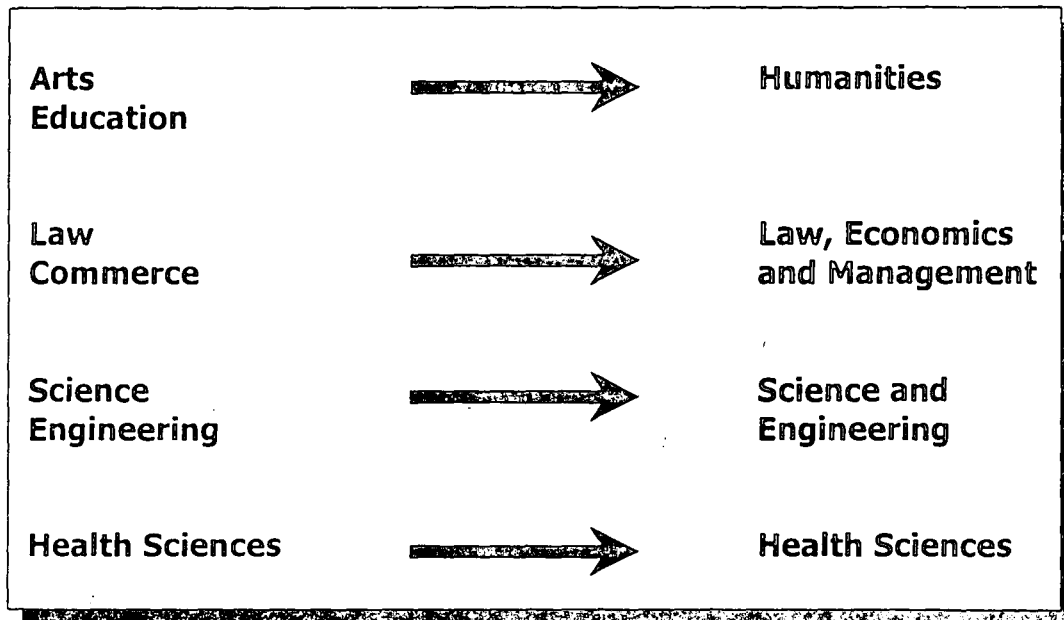 Arts
Education
Humanities
Law
Commerce
Law, Economics
and Management
Science
Engineering
Science and
Engineering
Health Sciences
Health Sciences